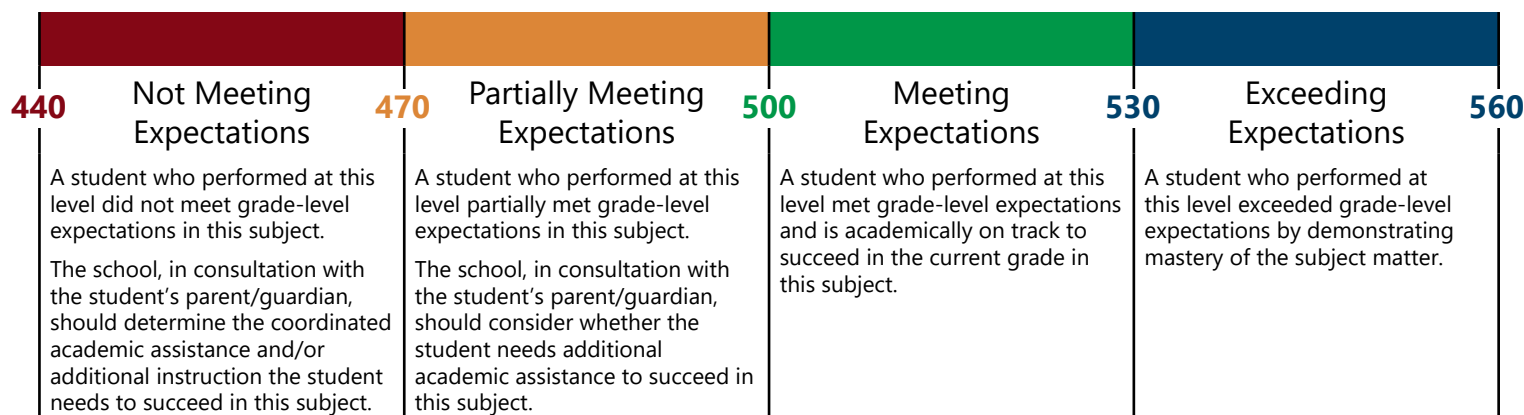 440
Not Meeting
Expectations
470
Partially Meeting
Expectations
500
Meeting
Expectations
530
Exceeding
Expectations
560
A student who performed at this
level did not meet grade-level
expectations in this subject.
The school, in consultation with
the student’s parent/guardian,
should determine the coordinated
academic assistance and/or
additional instruction the student
needs to succeed in this subject.
A student who performed at this
level partially met grade-level
expectations in this subject.
The school, in consultation with
the student’s parent/guardian,
should consider whether the
student needs additional
academic assistance to succeed in
this subject.
A student who performed at this
level met grade-level expectations
and is academically on track to
succeed in the current grade in
this subject.
A student who performed at
this level exceeded grade-level
expectations by demonstrating
mastery of the subject matter.